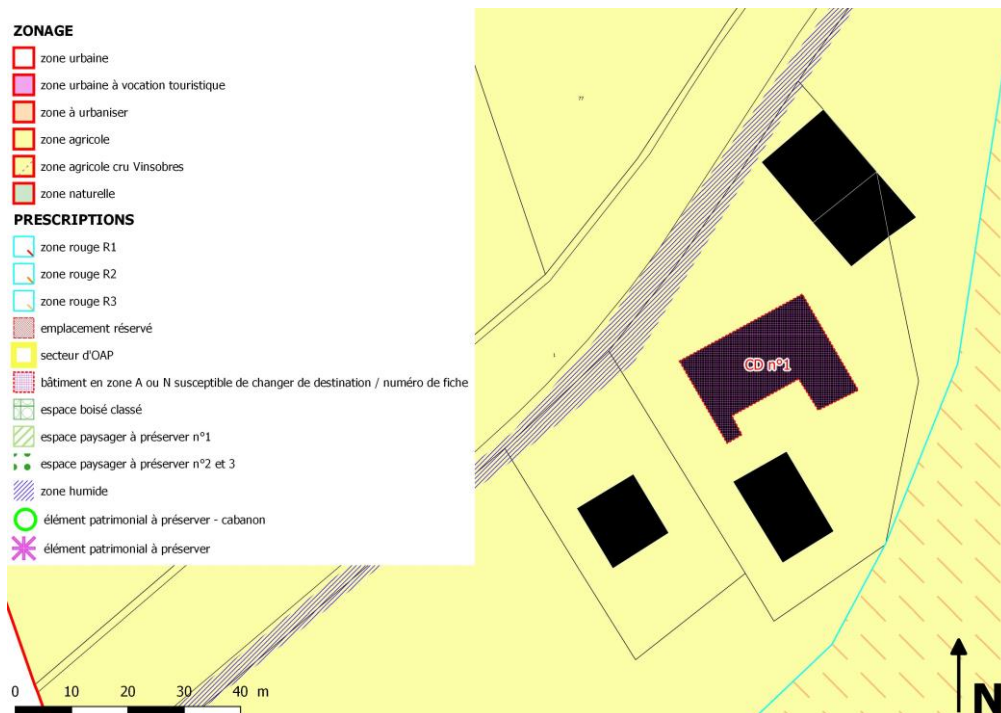 ZONAGE
zone urbaine
zone urbaine à vocation touristique
zone à urbaniser
zone agricole
zone agricole cru Vinsobres
zone naturelle
PRESCRIPTIONS
zone rouge R1
zone rouge R2
zone rouge R3
emplacement réservé
secteur d'OAP
bâtiment en zone A ou N susceptible de changer de destination / numéro de fiche
espace boisé classé
espace paysager à préserver n°1
espace paysager à préserver n°2 et 3
zone humide
élément patrimonial à préserver - cabanon
élément patrimonial à préserver
CD n°1
0 10 20 30 40 m
N